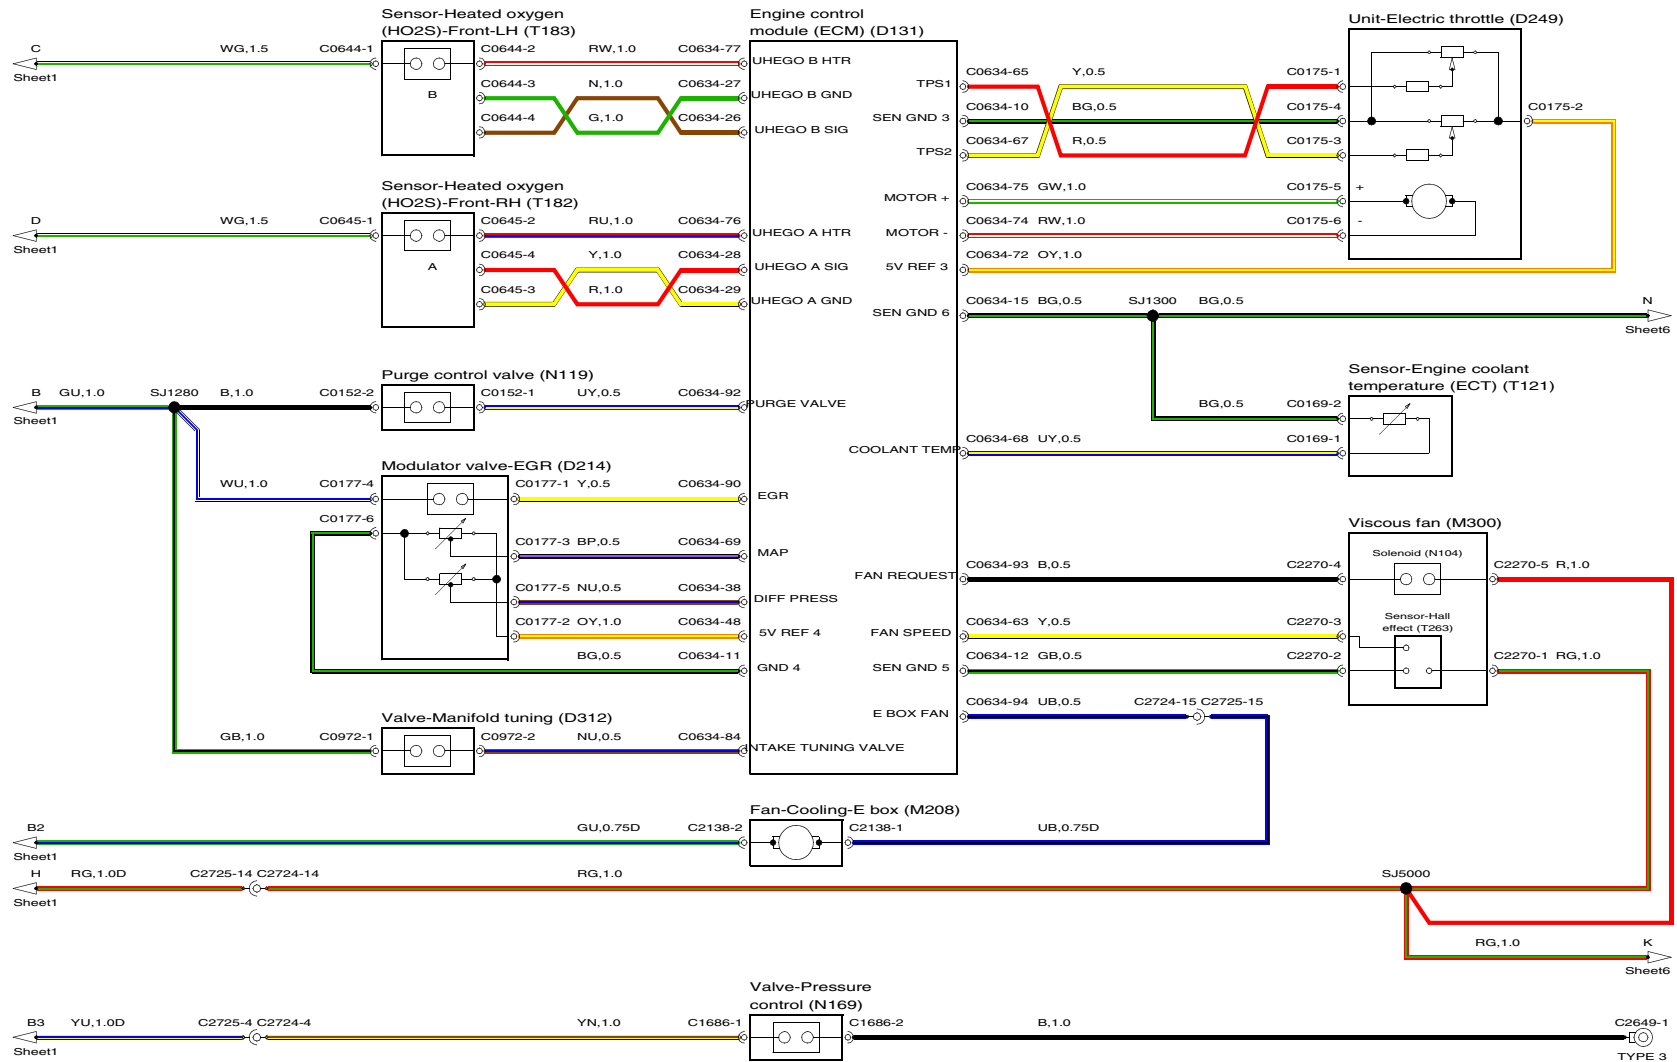 Sensor-Heated oxygen
(HO2S)-Front-LH (T183)
Engine control
module (ECM) (D131)
Unit-Electric throttle (D249)
C
Sheet1
WG,1.5
C0644-1
C0644-2
RW,1.0
C0634-77
UHEGO B HTR
B
C0644-3
N,1.0
C0634-27
UHEGO B GND
C0644-4
G,1.0
C0634-26
UHEGO B SIG
TPS1
C0634-65
Y,0.5
C0175-1
SEN GND 3
C0634-10
BG,0.5
C0175-4
C0175-2
TPS2
C0634-67
R,0.5
C0175-3
MOTOR +
C0634-75
GW,1.0
C0175-5
+
MOTOR -
C0634-74
RW,1.0
C0175-6
-
5V REF 3
C0634-72
OY,1.0
Sensor-Heated oxygen
(HO2S)-Front-RH (T182)
D
Sheet1
WG,1.5
C0645-1
C0645-2
RU,1.0
C0634-76
UHEGO A HTR
A
C0645-4
Y,1.0
C0634-28
UHEGO A SIG
C0645-3
R,1.0
C0634-29
UHEGO A GND
SEN GND 6
C0634-15
BG,0.5
SJ1300
BG,0.5
N
Sheet6
Purge control valve (N119)
B
Sheet1
GU,1.0
SJ1280
B,1.0
C0152-2
C0152-1
UY,0.5
C0634-92
PURGE VALVE
Sensor-Engine coolant
temperature (ECT) (T121)
BG,0.5
C0169-2
COOLANT TEMP
C0634-68
UY,0.5
C0169-1
Modulator valve-EGR (D214)
WU,1.0
C0177-4
C0177-1
Y,0.5
C0634-90
EGR
C0177-6
C0177-3
BP,0.5
C0634-69
MAP
C0177-5
NU,0.5
C0634-38
DIFF PRESS
C0177-2
OY,1.0
C0634-48
5V REF 4
BG,0.5
C0634-11
GND 4
Viscous fan (M300)
Solenoid (N104)
FAN REQUEST
C0634-93
B,0.5
C2270-4
C2270-5
R,1.0
Sensor-Hall
effect (T263)
FAN SPEED
C0634-63
Y,0.5
C2270-3
SEN GND 5
C0634-12
GB,0.5
C2270-2
C2270-1
RG,1.0
E BOX FAN
C0634-94
UB,0.5
C2724-15
C2725-15
Valve-Manifold tuning (D312)
GB,1.0
C0972-1
C0972-2
NU,0.5
C0634-84
INTAKE TUNING VALVE
Fan-Cooling-E box (M208)
B2
Sheet1
GU,0.75D
C2138-2
C2138-1
UB,0.75D
H
Sheet1
RG,1.0D
C2725-14
C2724-14
RG,1.0
SJ5000
RG,1.0
K
Sheet6
Valve-Pressure
control (N169)
B3
Sheet1
YU,1.0D
C2725-4
C2724-4
YN,1.0
C1686-1
C1686-2
B,1.0
C2649-1
TYPE 3